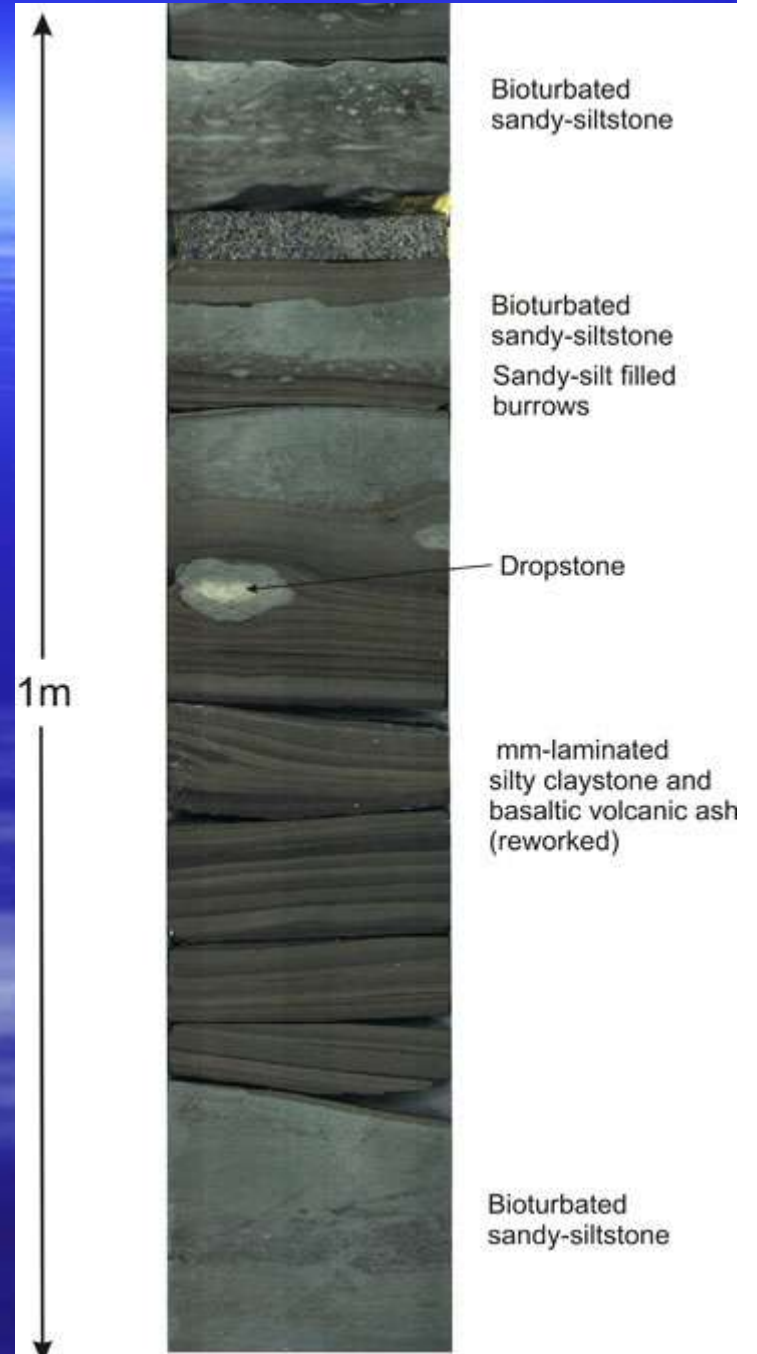 Bioturbated
sandy-siltstone
Bioturbated
sandy-siltstone
Sandy-silt filled
burrows
Dropstone
1m
mm-laminated
silty claystone and
basaltic volcanic ash
(reworked)
Bioturbated
sandy-siltstone